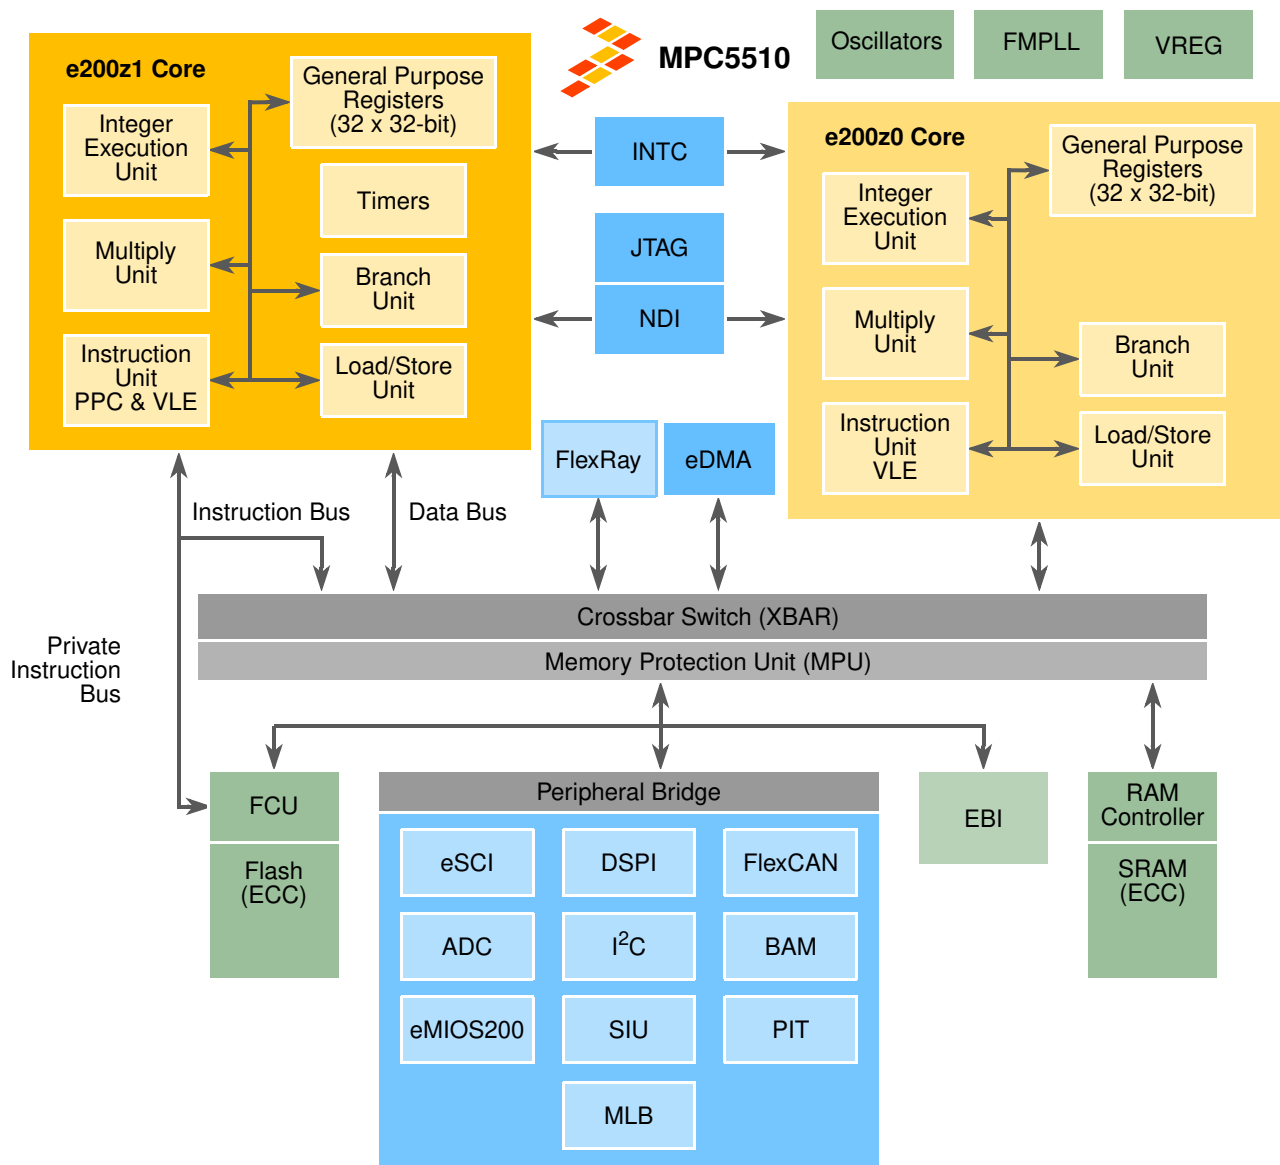 MPC5510
Oscillators
FMPLL
VREG
e200z1 Core
General Purpose
Registers
(32 x 32-bit)
Integer
Execution
Unit
Timers
Multiply
Unit
Branch
Unit
Instruction
Unit
PPC & VLE
Load/Store
Unit
INTC
JTAG
NDI
e200z0 Core
General Purpose
Registers
(32 x 32-bit)
Integer
Execution
Unit
Multiply
Unit
Branch
Unit
Instruction
Unit
VLE
Load/Store
Unit
FlexRay
eDMA
Instruction Bus
Data Bus
Crossbar Switch (XBAR)
Memory Protection Unit (MPU)
Private
Instruction
Bus
FCU
Flash
(ECC)
Peripheral Bridge
eSCI
DSPI
FlexCAN
ADC
I²C
BAM
eMIOS200
SIU
PIT
MLB
EBI
RAM
Controller
SRAM
(ECC)